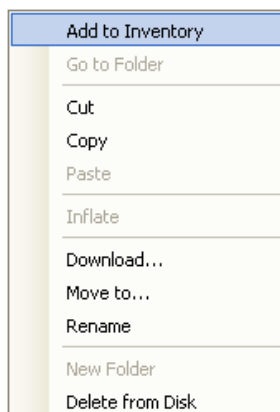 Add to Inventory
Go to Folder
Cut
Copy
Paste
Inflate
Download...
Move to...
Rename
New Folder
Delete from Disk